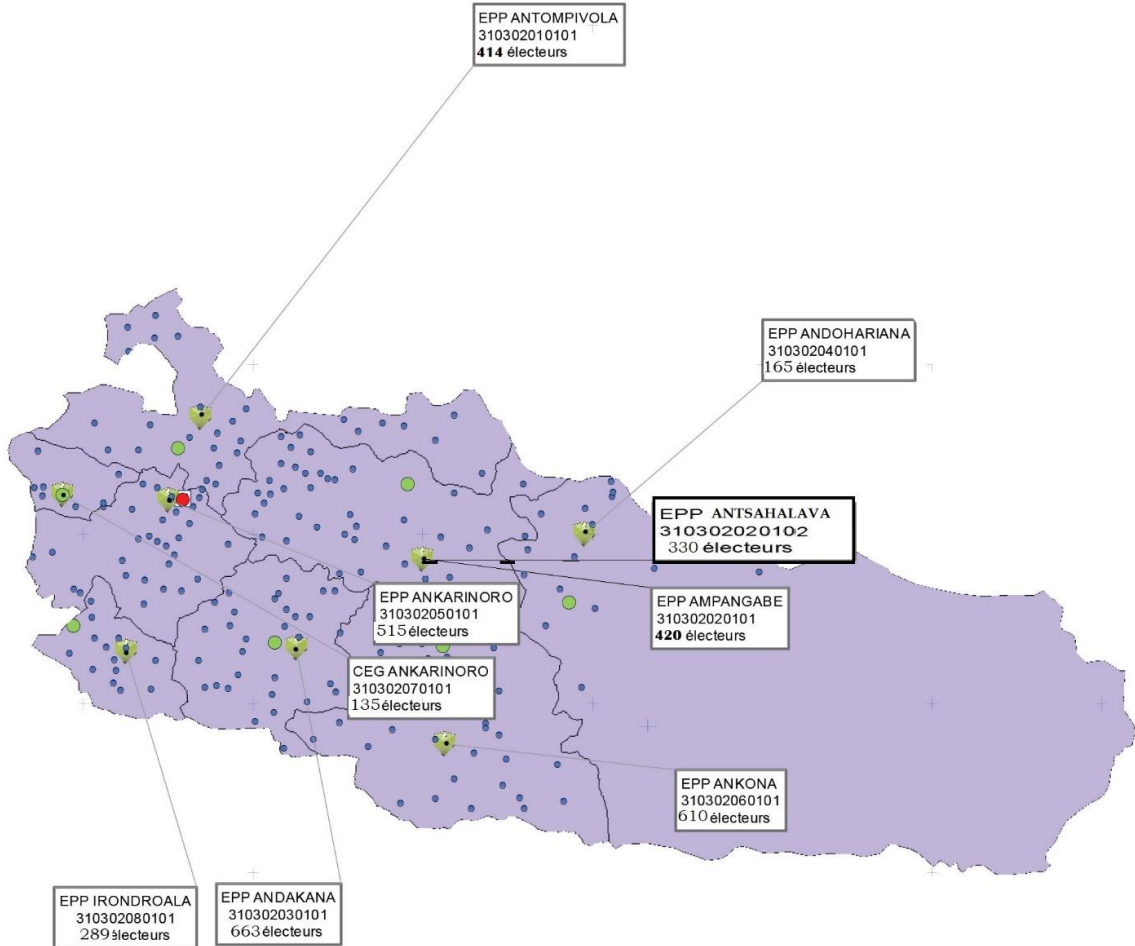 EPP ANTOMPIVOLA
310302010101
414 électeurs
EPP ANDOHARIANA
310302040101
165 électeurs
EPP ANTSAHALAVA
310302020102
330 électeurs
EPP ANKARINORO
310302050101
515 électeurs
EPP AMPANGABE
310302020101
420 électeurs
CEG ANKARINORO
310302070101
135 électeurs
EPP ANKONA
310302060101
610 électeurs
EPP IRONDROALA
310302080101
289 électeurs
EPP ANDAKANA
310302030101
663 électeurs